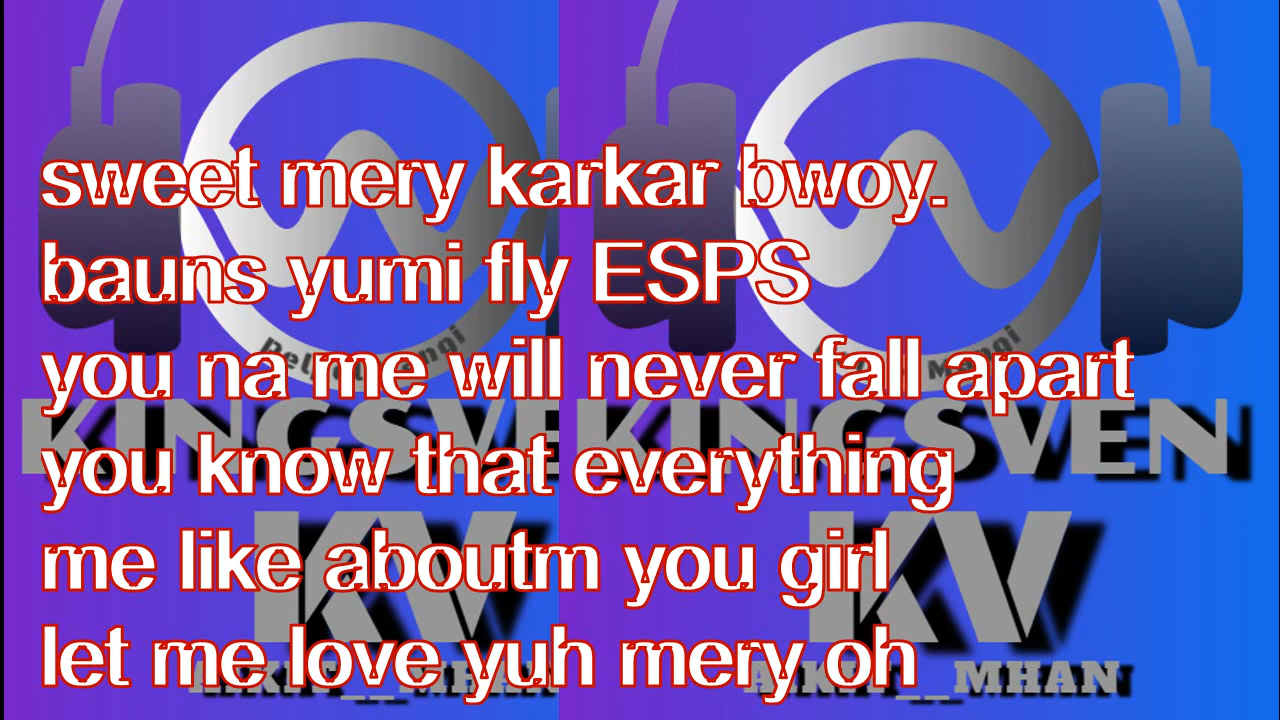 sweet mery karkar bwoy.
bauns yumi fly ESPS
you na me will never fall apart
KINGSVE KINGSVEN
you know that everything
KV KV
me like aboutm you girl
let me love yuh mery oh